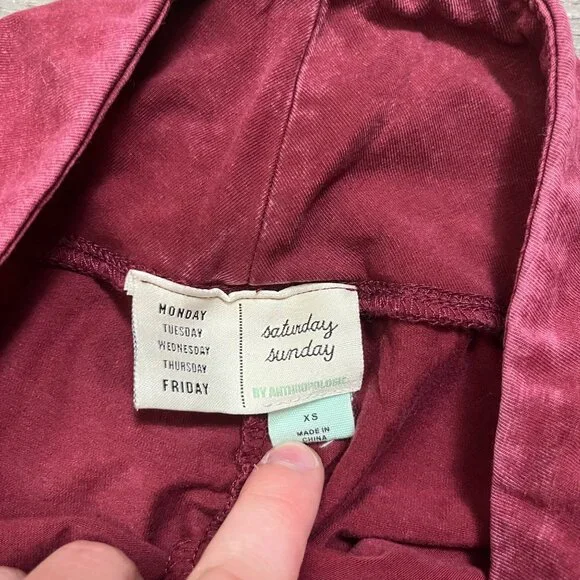 MONDAY
TUESDAY
WEDNESDAY
THURSDAY
FRIDAY
saturday
sunday
BY ANTHROPOLOGIE
XS
MADE IN
CHINA